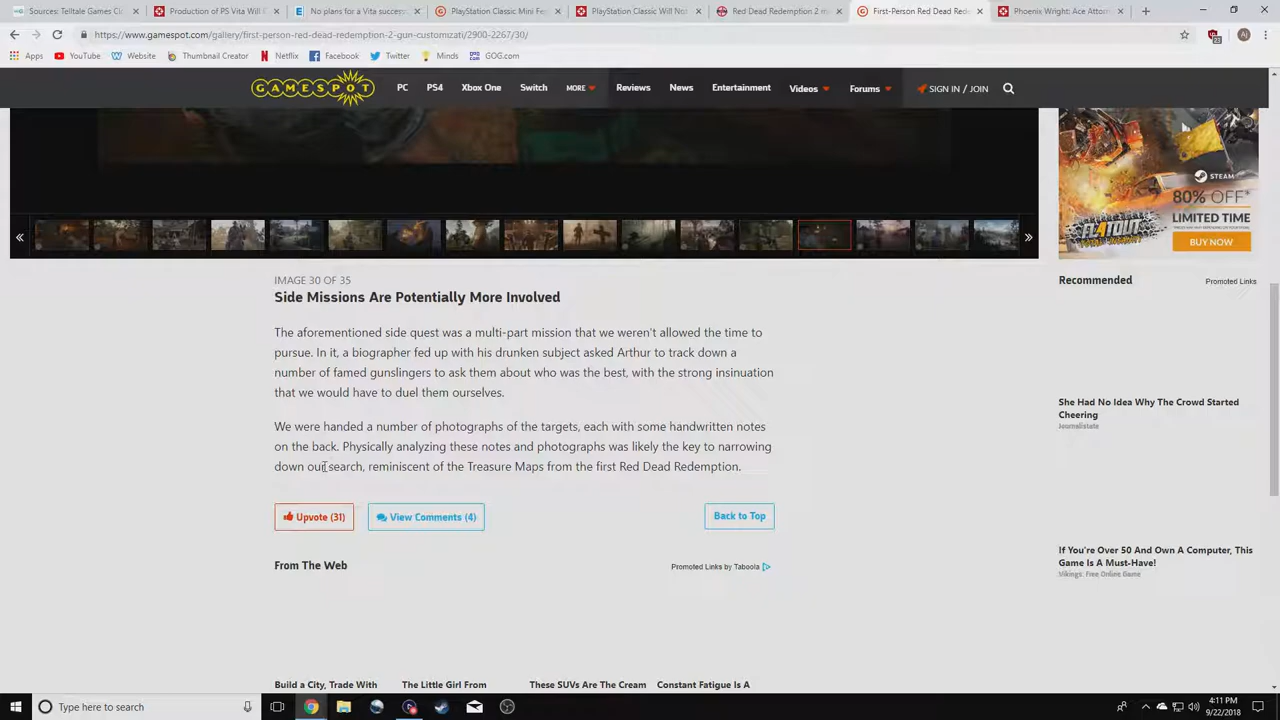 Sources: Telltale Games Cl
Production of PS Vita Will E
No plans for a Vita success
PlayStation Classic Mini Fe
PlayStation Classic Will No
Red Dead Redemption 2 m
First-Person Red Dead Rede
Phoenix Wright: Ace Attorn
https://www.gamespot.com/gallery/first-person-red-dead-redemption-2-gun-customizati/2900-2267/30/
Apps
YouTube
Website
Thumbnail Creator
Netflix
Facebook
Twitter
Minds
GOG.com
GAMESPOT
PC
PS4
Xbox One
Switch
MORE
Reviews
News
Entertainment
Videos
Forums
SIGN IN / JOIN
STEAM
80% OFF*
LIMITED TIME
FLATOUT
BUY NOW
IMAGE 30 OF 35
Side Missions Are Potentially More Involved
The aforementioned side quest was a multi-part mission that we weren't allowed the time to
pursue. In it, a biographer fed up with his drunken subject asked Arthur to track down a
number of famed gunslingers to ask them about who was the best, with the strong insinuation
that we would have to duel them ourselves.
We were handed a number of photographs of the targets, each with some handwritten notes
on the back. Physically analyzing these notes and photographs was likely the key to narrowing
down our search, reminiscent of the Treasure Maps from the first Red Dead Redemption.
Upvote (31)
View Comments (4)
Back to Top
From The Web
Promoted Links by Taboola
Build a City, Trade With
The Little Girl From
These SUVs Are The Cream
Constant Fatigue Is A
Recommended
Promoted Links
She Had No Idea Why The Crowd Started
Cheering
Journalistate
If You're Over 50 And Own A Computer, This
Game Is A Must-Have!
Vikings: Free Online Game
Type here to search
4:11 PM
9/22/2018